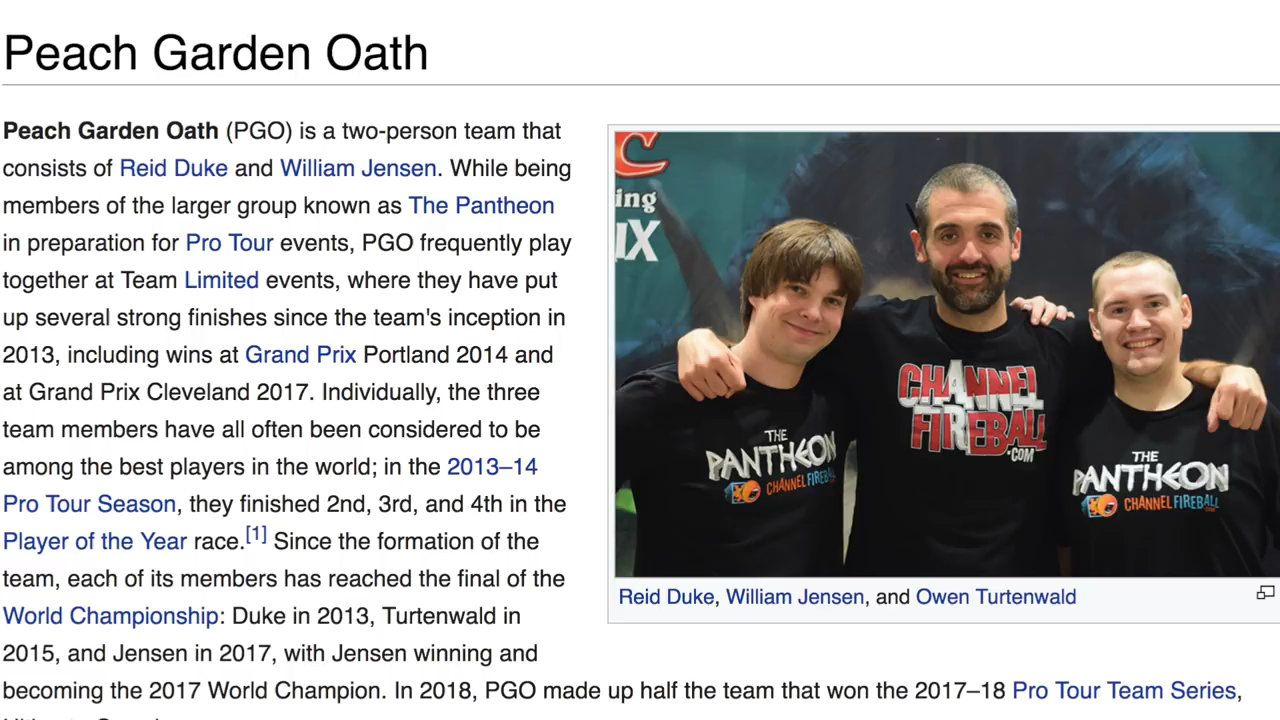 Peach Garden Oath
Peach Garden Oath (PGO) is a two-person team that
consists of Reid Duke and William Jensen. While being
members of the larger group known as The Pantheon
in preparation for Pro Tour events, PGO frequently play
together at Team Limited events, where they have put
up several strong finishes since the team's inception in
2013, including wins at Grand Prix Portland 2014 and
at Grand Prix Cleveland 2017. Individually, the three
team members have all often been considered to be
among the best players in the world; in the 2013–14
Pro Tour Season, they finished 2nd, 3rd, and 4th in the
Player of the Year race.[1] Since the formation of the
team, each of its members has reached the final of the
World Championship: Duke in 2013, Turtenwald in
2015, and Jensen in 2017, with Jensen winning and
becoming the 2017 World Champion. In 2018, PGO made up half the team that won the 2017–18 Pro Tour Team Series,
C
ing
IX
THE
PANTHEON
CHANNELFIREBALL
CHANNEL
FIREBALL
.COM
THE
PANTHEON
CHANNELFIREBALL
Reid Duke, William Jensen, and Owen Turtenwald